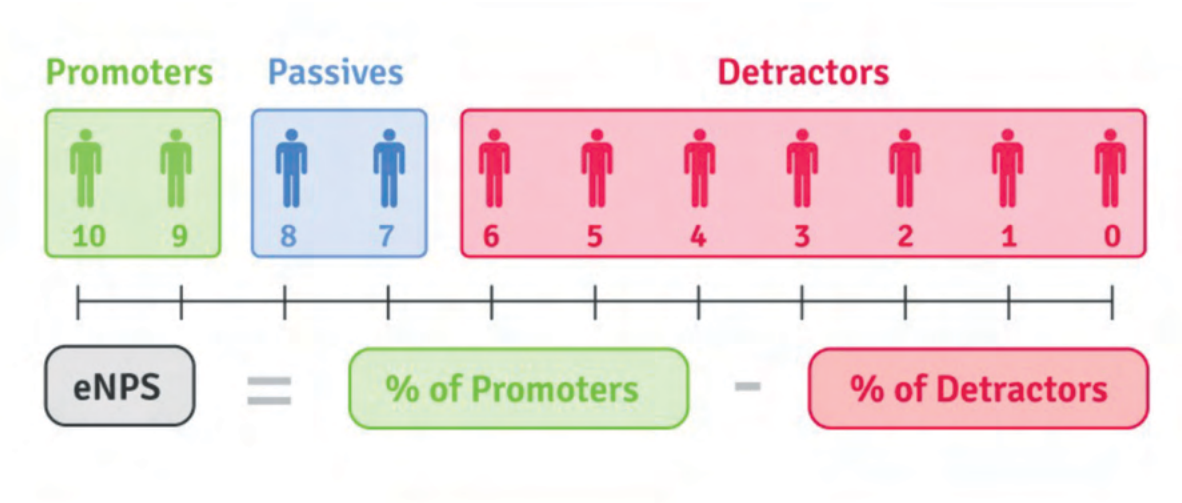 Promoters Passives Detractors
10 9 8 7 6 5 4 3 2 1 0
eNPS = % of Promoters - % of Detractors